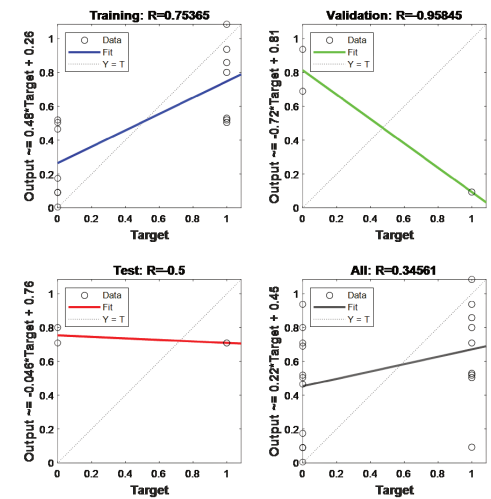 Training: R=0.75365
Output ~= 0.48*Target + 0.26
1
0.8
0.6
0.4
0.2
0
Data
Fit
Y = T
0 0.2 0.4 0.6 0.8 1
Target
Validation: R=-0.95845
Output ~= -0.72*Target + 0.81
1
0.8
0.6
0.4
0.2
0
Data
Fit
Y = T
0 0.2 0.4 0.6 0.8 1
Target
Test: R=-0.5
Output ~= -0.046*Target + 0.76
1
0.8
0.6
0.4
0.2
0
Data
Fit
Y = T
0 0.2 0.4 0.6 0.8 1
Target
All: R=0.34561
Output ~= 0.22*Target + 0.45
1
0.8
0.6
0.4
0.2
0
Data
Fit
Y = T
0 0.2 0.4 0.6 0.8 1
Target